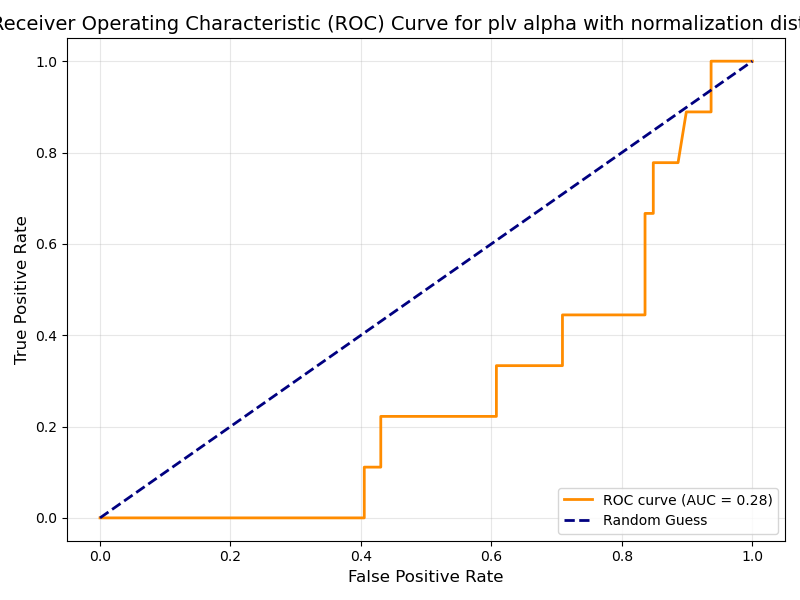 Receiver Operating Characteristic (ROC) Curve for plv alpha with normalization dist
1.0
0.8
0.6
0.4
0.2
0.0
True Positive Rate
ROC curve (AUC = 0.28)
Random Guess
0.0 0.2 0.4 0.6 0.8 1.0
False Positive Rate